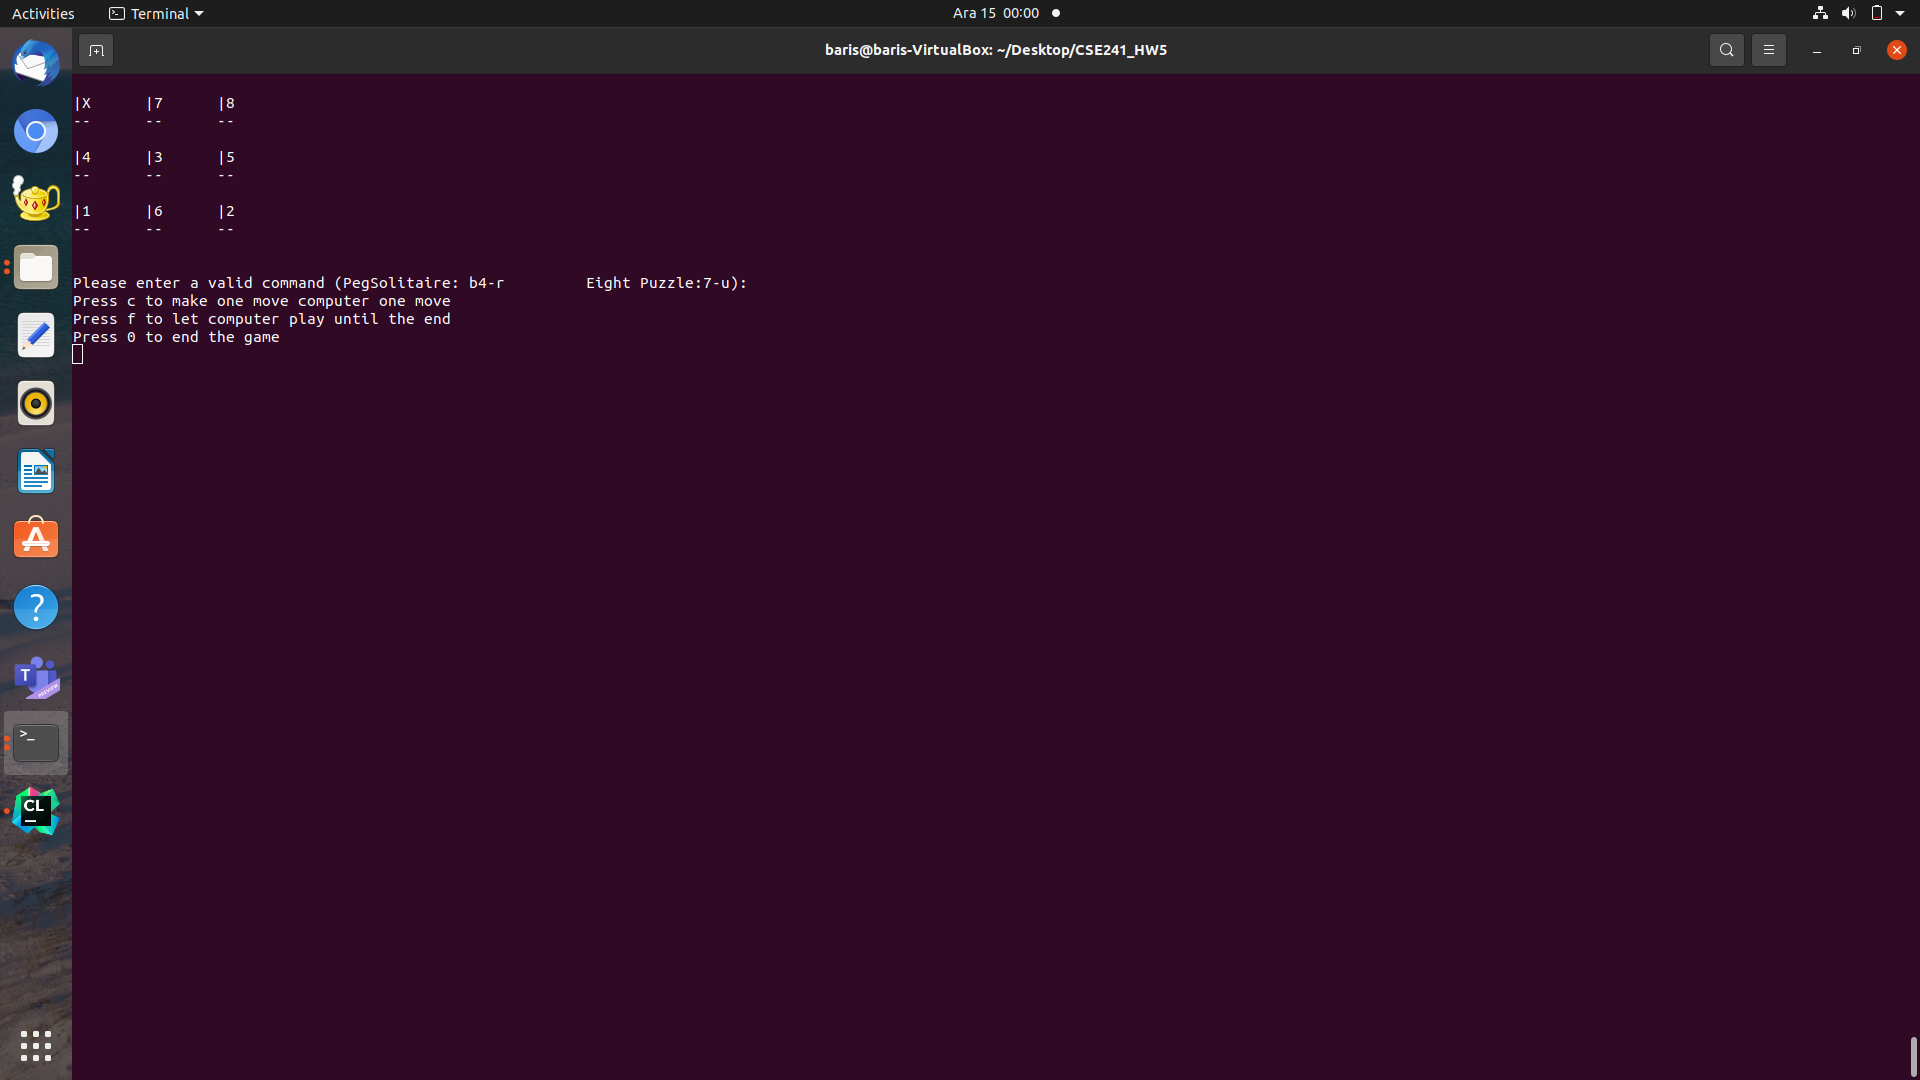 Activities Terminal Ara 15 00:00
baris@baris-VirtualBox: ~/Desktop/CSE241_HW5
|X |7 |8
-- -- --
|4 |3 |5
-- -- --
|1 |6 |2
-- -- --
Please enter a valid command (PegSolitaire: b4-r Eight Puzzle:7-u):
Press c to make one move computer one move
Press f to let computer play until the end
Press 0 to end the game
A
?
T
PREVIEW
>_
CL